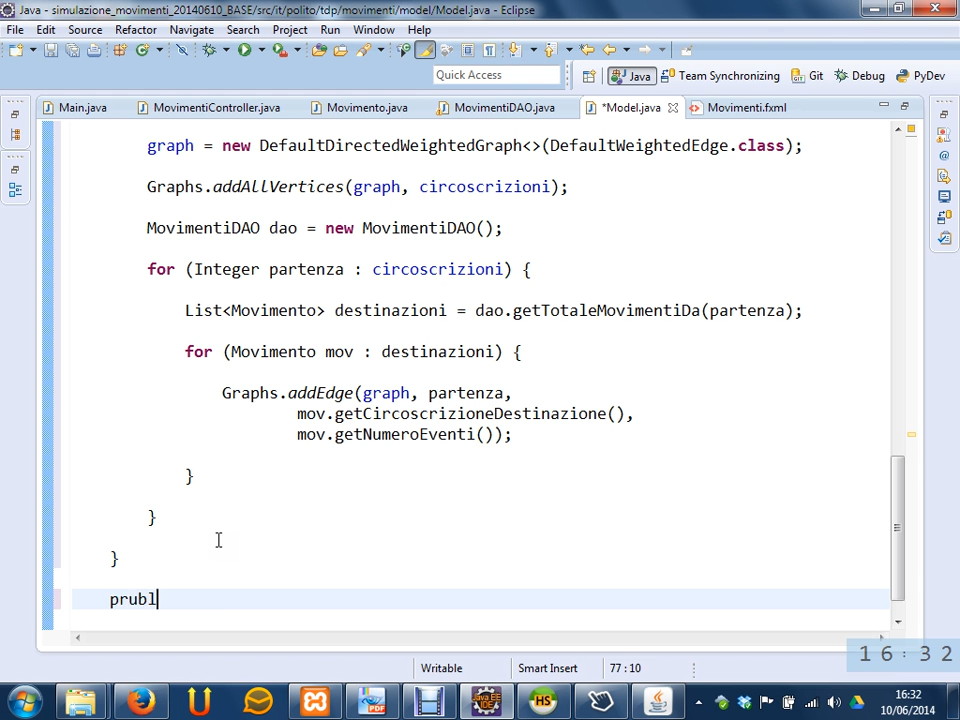 Java - simulazione_movimenti_20140610_BASE/src/it/polito/tdp/movimenti/model/Model.java - Eclipse
File Edit Source Refactor Navigate Search Project Run Window Help
Quick Access Java Team Synchronizing Git Debug PyDev
Main.java MovimentiController.java Movimento.java MovimentiDAO.java *Model.java Movimenti.fxml
graph = new DefaultDirectedWeightedGraph<>(DefaultWeightedEdge.class);
Graphs.addAllVertices(graph, circoscrizioni);
MovimentiDAO dao = new MovimentiDAO();
for (Integer partenza : circoscrizioni) {
List<Movimento> destinazioni = dao.getTotaleMovimentiDa(partenza);
for (Movimento mov : destinazioni) {
Graphs.addEdge(graph, partenza,
mov.getCircoscrizioneDestinazione(),
mov.getNumeroEventi());
}
}
}
prubl
16:32
Writable Smart Insert 77 : 10
16:32
10/06/2014